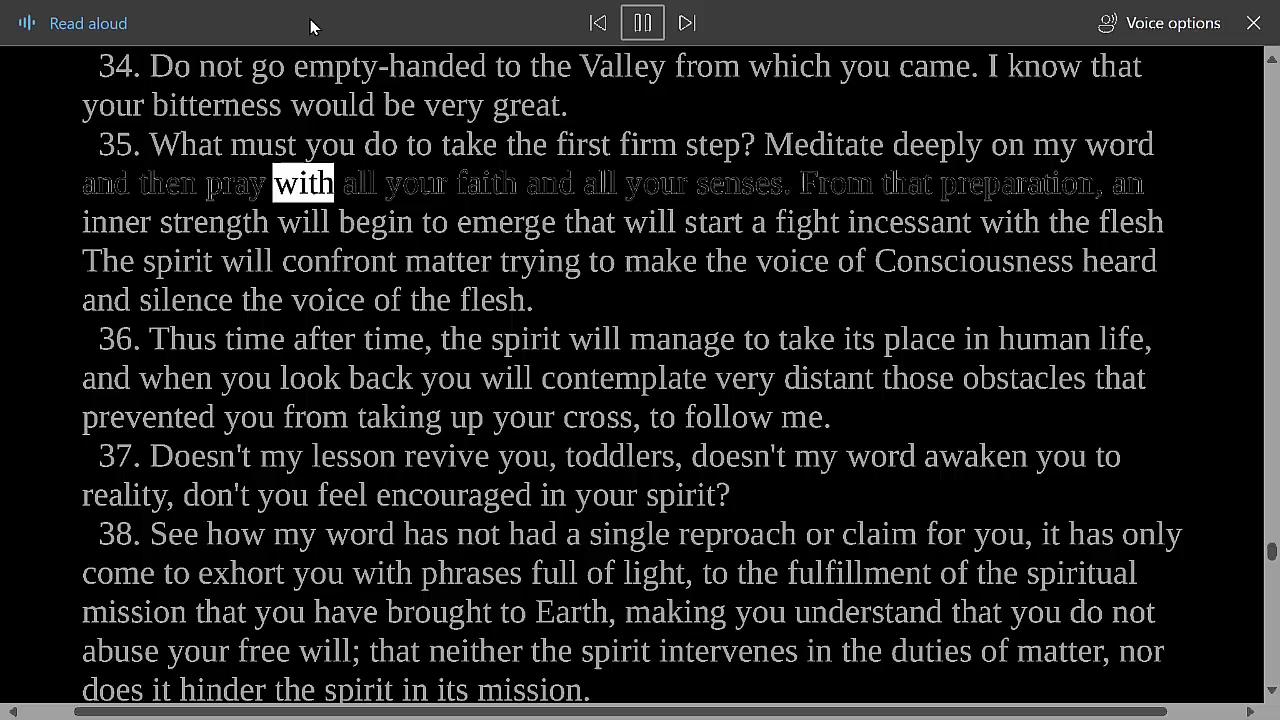 Read aloud
Voice options
34. Do not go empty-handed to the Valley from which you came. I know that
your bitterness would be very great.
35. What must you do to take the first firm step? Meditate deeply on my word
and then pray with all your faith and all your senses. From that preparation, an
inner strength will begin to emerge that will start a fight incessant with the flesh
The spirit will confront matter trying to make the voice of Consciousness heard
and silence the voice of the flesh.
36. Thus time after time, the spirit will manage to take its place in human life,
and when you look back you will contemplate very distant those obstacles that
prevented you from taking up your cross, to follow me.
37. Doesn't my lesson revive you, toddlers, doesn't my word awaken you to
reality, don't you feel encouraged in your spirit?
38. See how my word has not had a single reproach or claim for you, it has only
come to exhort you with phrases full of light, to the fulfillment of the spiritual
mission that you have brought to Earth, making you understand that you do not
abuse your free will; that neither the spirit intervenes in the duties of matter, nor
does it hinder the spirit in its mission.